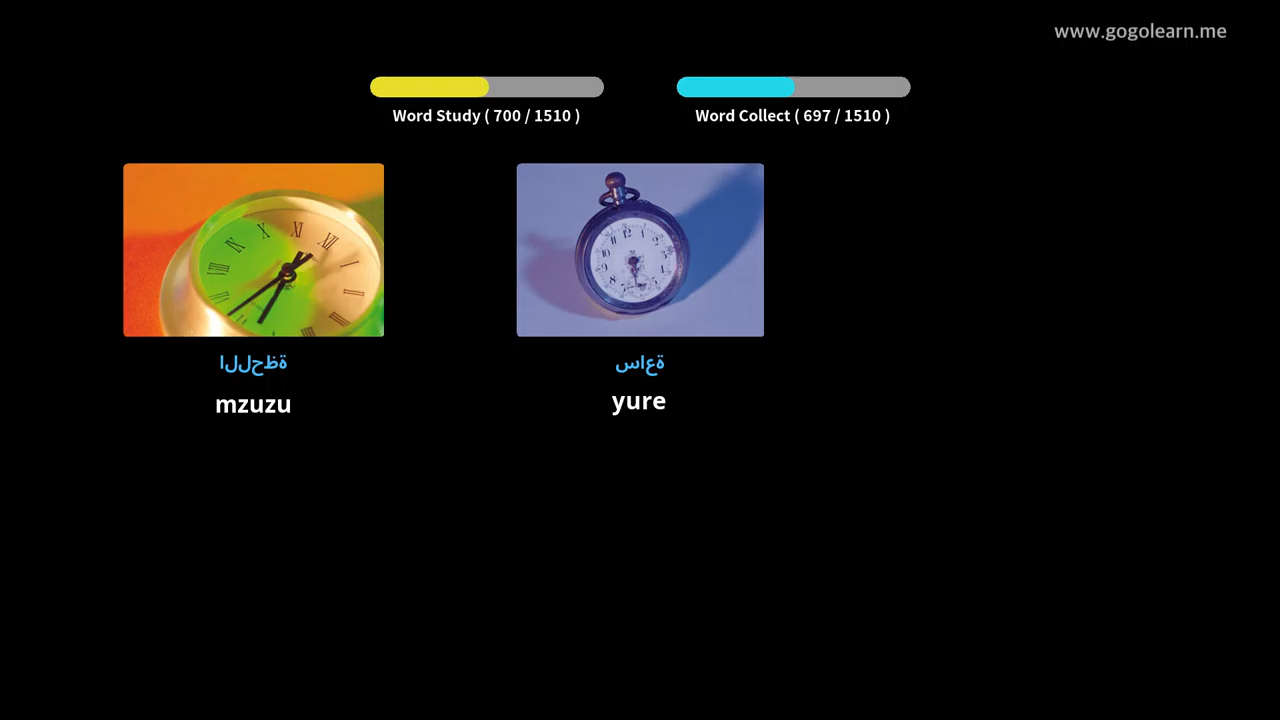 www.gogolearn.me
Word Study ( 700 / 1510 )
Word Collect ( 697 / 1510 )
اللحظة
mzuzu
ساعة
yure